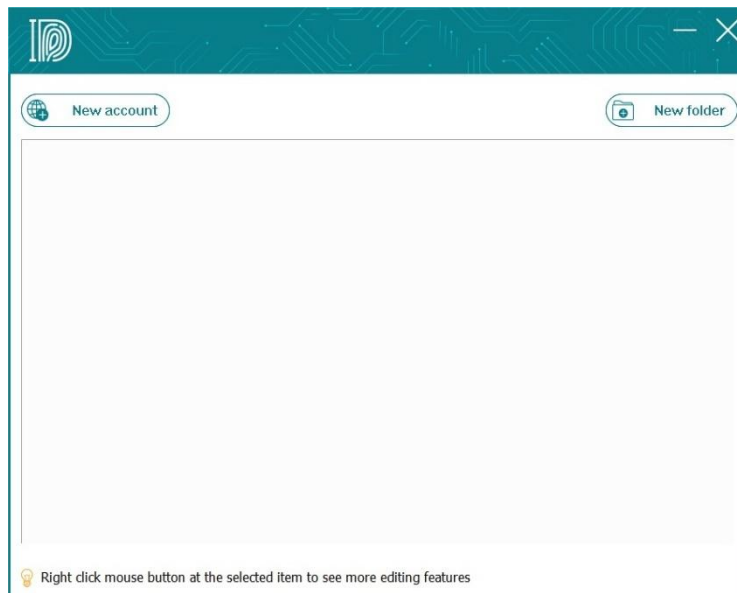 New account
New folder
Right click mouse button at the selected item to see more editing features